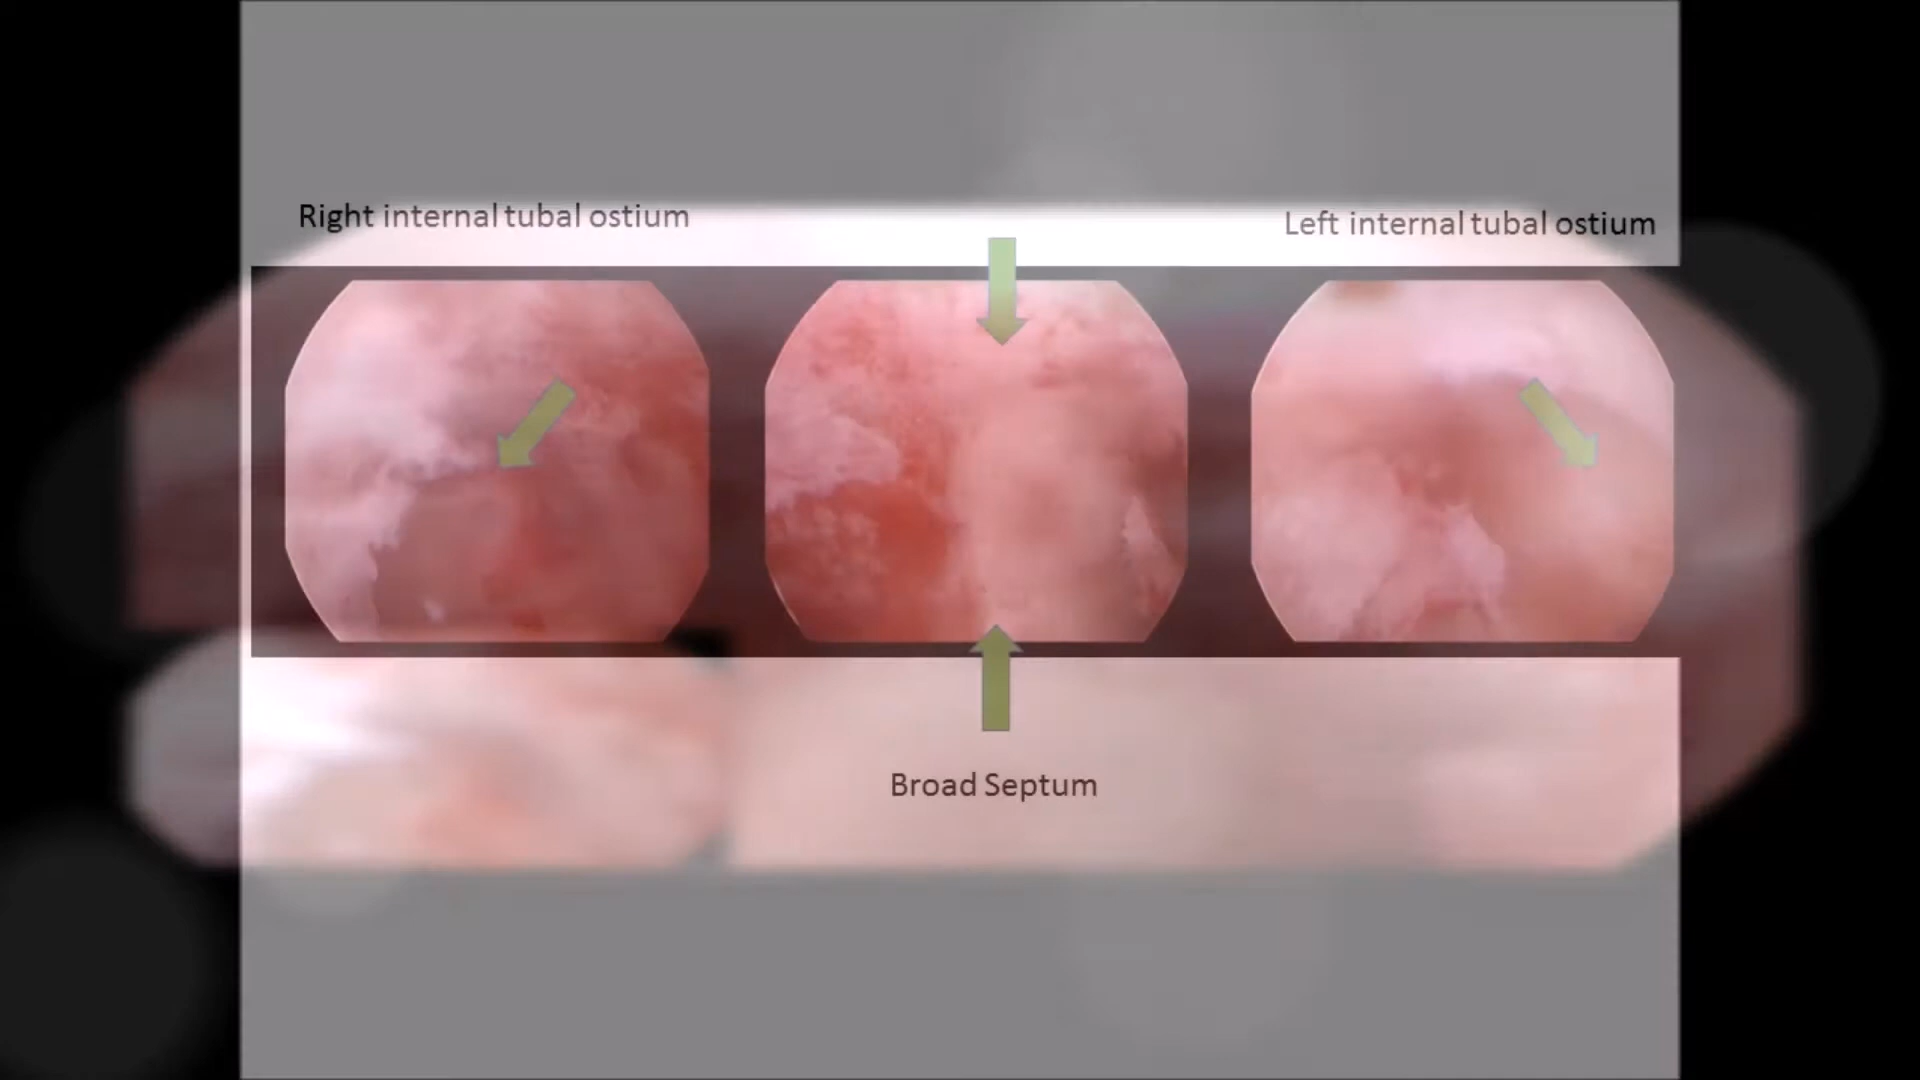 Right internal tubal ostium
Left internal tubal ostium
Broad Septum